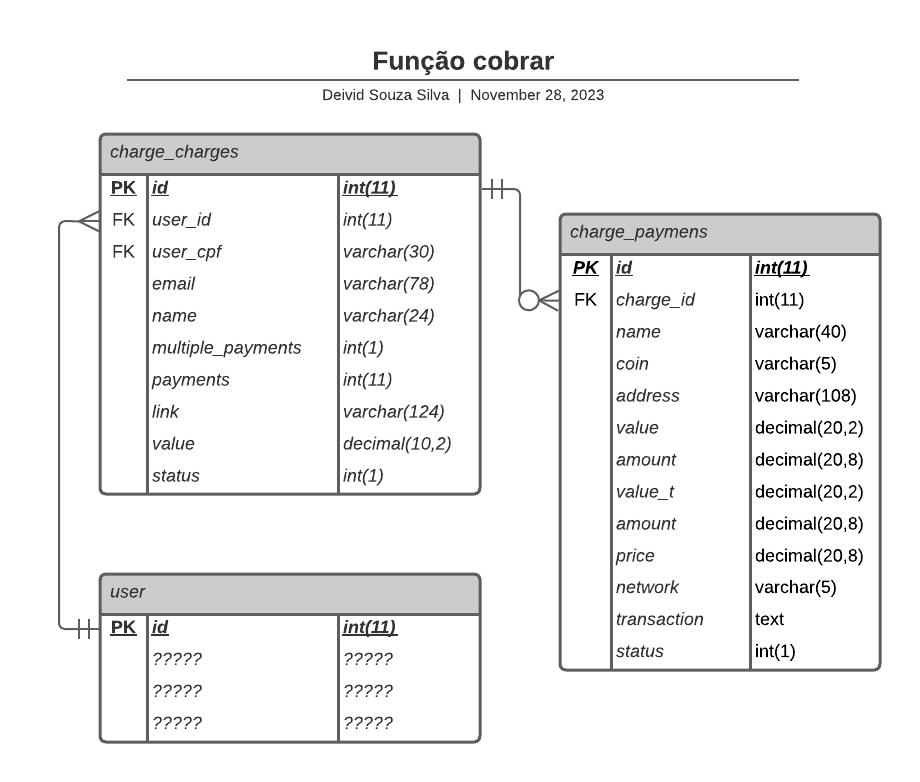 Função cobrar
Deivid Souza Silva | November 28, 2023
charge_charges
PK id int(11)
FK user_id int(11)
FK user_cpf varchar(30)
email varchar(78)
name varchar(24)
multiple_payments int(1)
payments int(11)
link varchar(124)
value decimal(10,2)
status int(1)
charge_paymens
PK id int(11)
FK charge_id int(11)
name varchar(40)
coin varchar(5)
address varchar(108)
value decimal(20,2)
amount decimal(20,8)
value_t decimal(20,2)
amount decimal(20,8)
price decimal(20,8)
network varchar(5)
transaction text
status int(1)
user
PK id int(11)
????? ?????
????? ?????
????? ?????